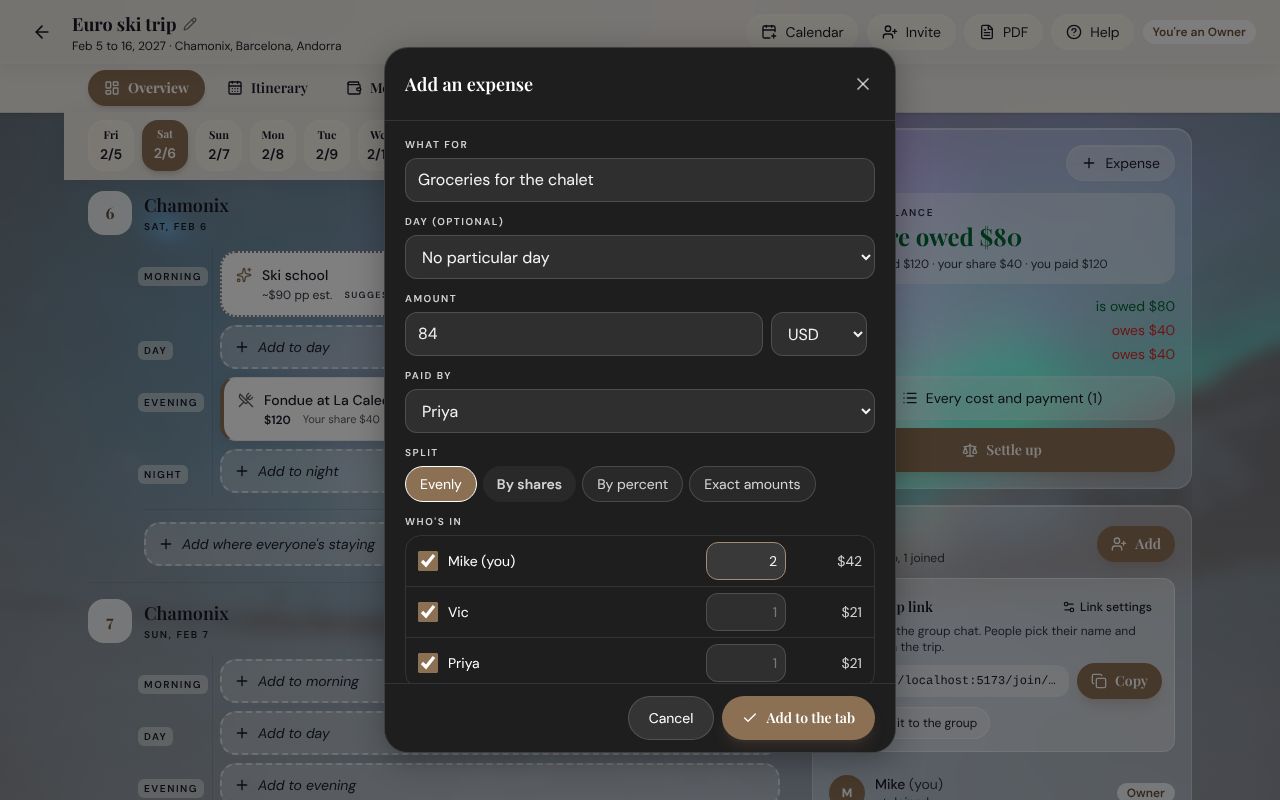 Euro ski trip
Feb 5 to 16, 2027 · Chamonix, Barcelona, Andorra
Calendar
Invite
PDF
Help
You're an Owner
Overview
Itinerary
Fri
2/5
Sat
2/6
Sun
2/7
Mon
2/8
Tue
2/9
6
Chamonix
SAT, FEB 6
MORNING
Ski school
~$90 pp est.
DAY
Add to day
EVENING
Fondue at La
$120 Your share $40
NIGHT
Add to night
Add where everyone's staying
7
Chamonix
SUN, FEB 7
MORNING
Add to morning
DAY
Add to day
EVENING
Add to evening
Add an expense
WHAT FOR
Groceries for the chalet
DAY (OPTIONAL)
No particular day
AMOUNT
84
USD
PAID BY
Priya
SPLIT
Evenly
By shares
By percent
Exact amounts
WHO'S IN
Mike (you)
2
$42
Vic
1
$21
Priya
1
$21
Cancel
Add to the tab
Expense
owed $80
$120 · your share $40 · you paid $120
is owed $80
owes $40
owes $40
Every cost and payment (1)
Settle up
1 joined
Add
link
Link settings
the group chat. People pick their name and
the trip.
/localhost:5173/join/…
Copy
it to the group
M
Mike (you)
Owner